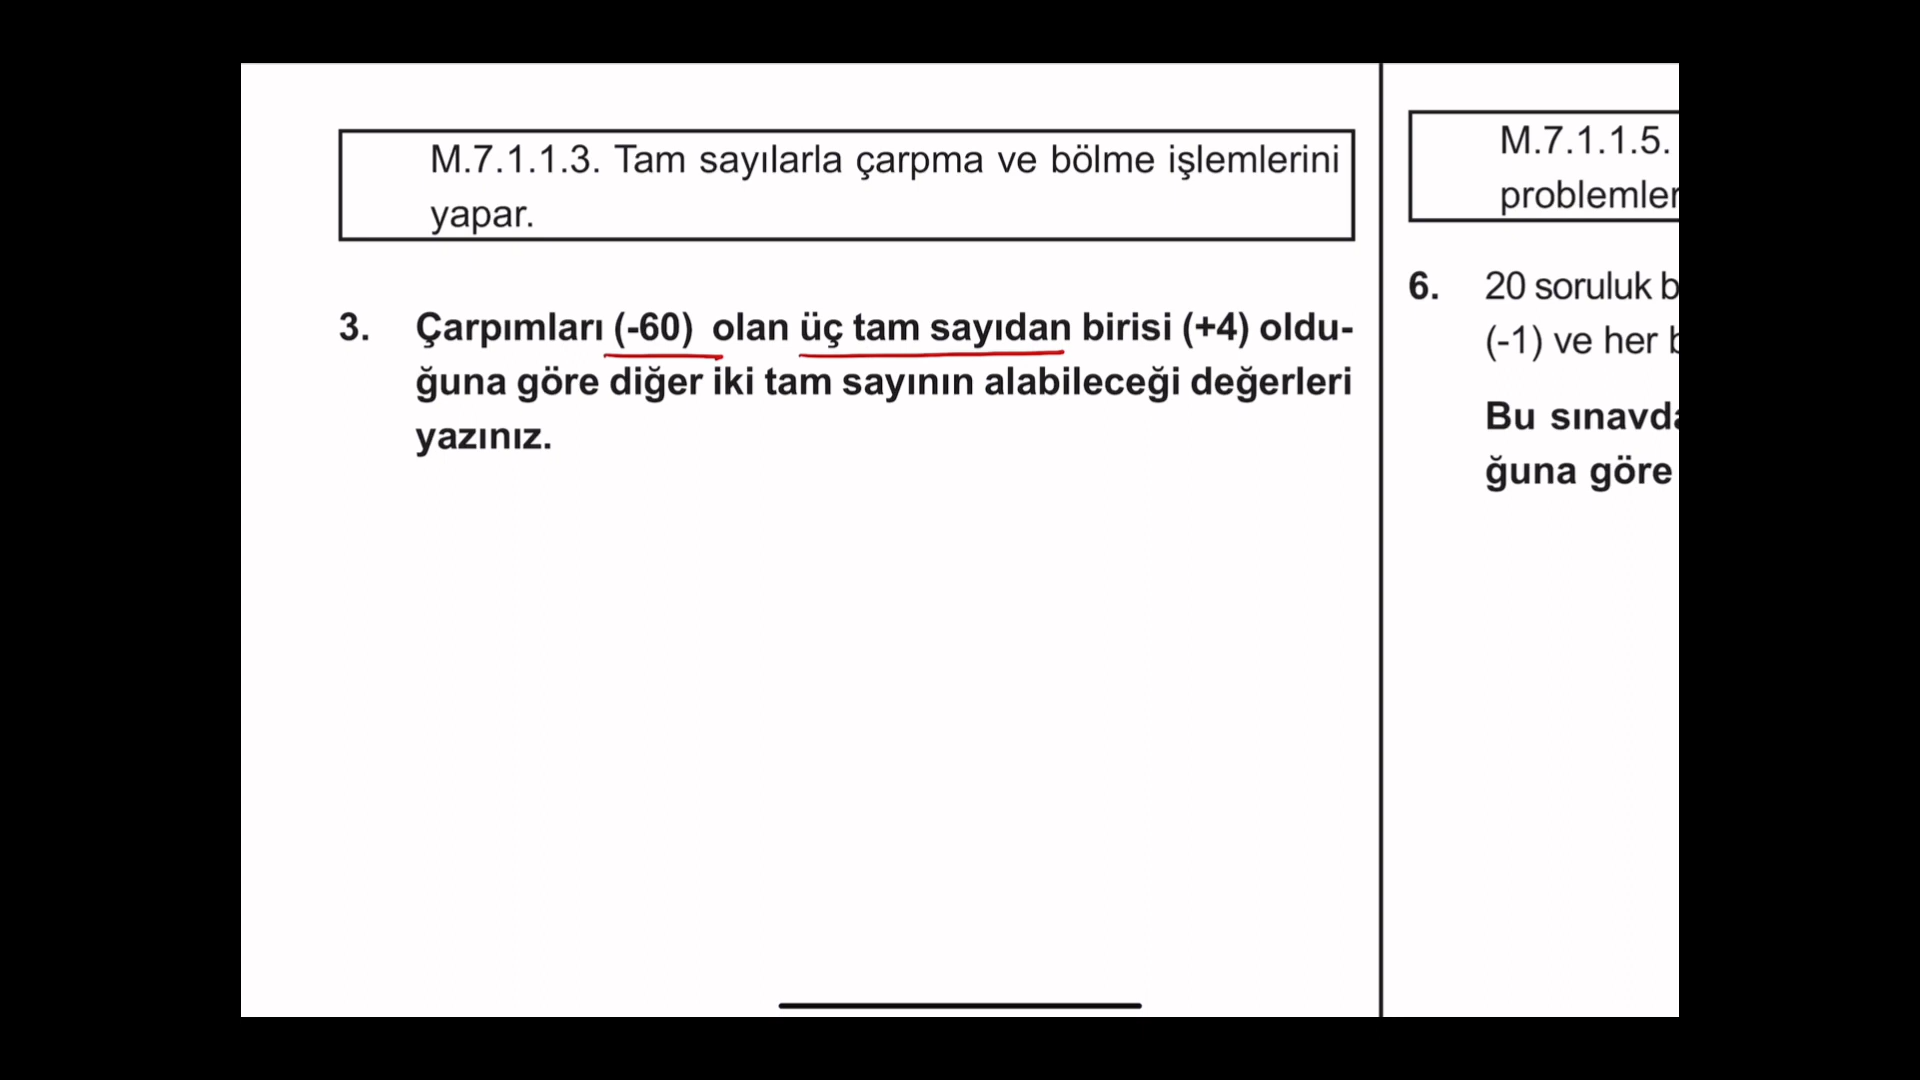 M.7.1.1.3. Tam sayılarla çarpma ve bölme işlemlerini
yapar.
3. Çarpımları (-60) olan üç tam sayıdan birisi (+4) oldu-
ğuna göre diğer iki tam sayının alabileceği değerleri
yazınız.
M.7.1.1.5.
problemler
6. 20 soruluk b
(-1) ve her b
Bu sınavda
ğuna göre